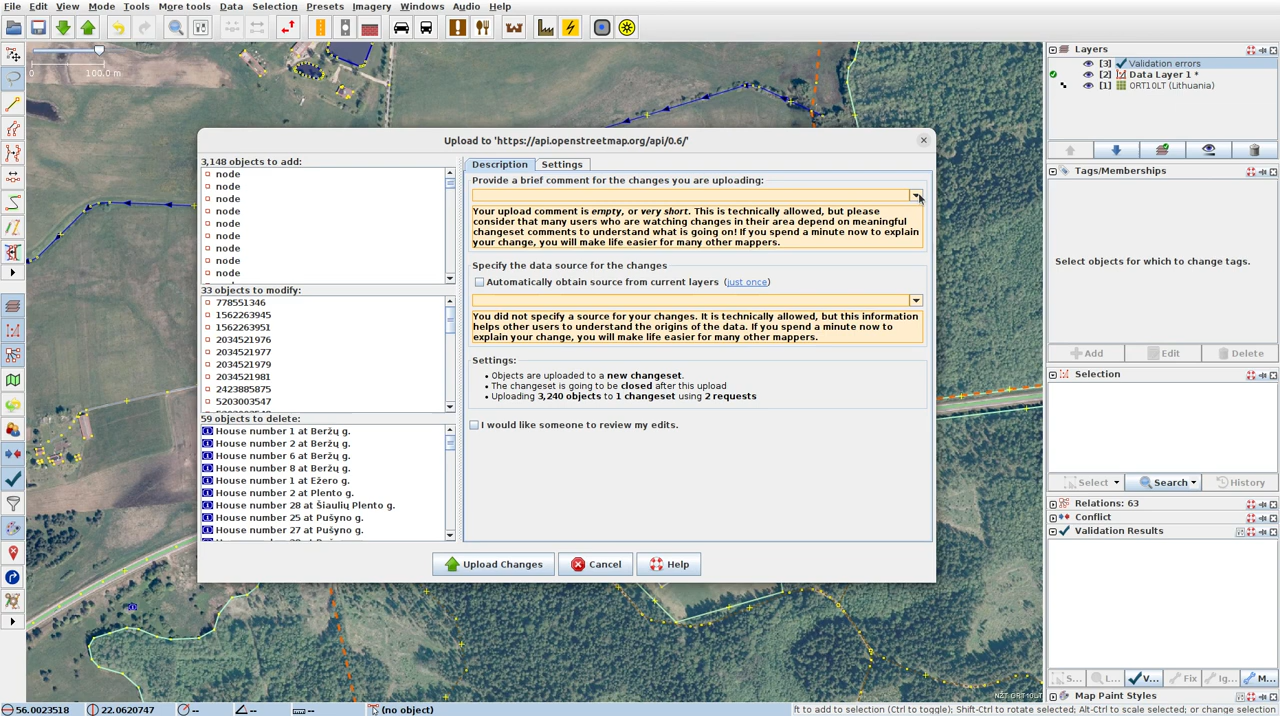 File Edit View Mode Tools More tools Data Selection Presets Imagery Windows Audio Help
0 100.0 m
Upload to 'https://api.openstreetmap.org/api/0.6/'
3,148 objects to add:
node
node
node
node
node
node
node
node
node
33 objects to modify:
778551346
1562263945
1562263951
2034521976
2034521977
2034521979
2034521981
2423885875
5203003547
59 objects to delete:
House number 1 at Beržų g.
House number 2 at Beržų g.
House number 6 at Beržų g.
House number 8 at Beržų g.
House number 1 at Ežero g.
House number 2 at Plento g.
House number 28 at Šiaulių Plento g.
House number 25 at Pušyno g.
House number 27 at Pušyno g.
Description Settings
Provide a brief comment for the changes you are uploading:
Your upload comment is empty, or very short. This is technically allowed, but please
consider that many users who are watching changes in their area depend on meaningful
changeset comments to understand what is going on! If you spend a minute now to explain
your change, you will make life easier for many other mappers.
Specify the data source for the changes
Automatically obtain source from current layers (just once)
You did not specify a source for your changes. It is technically allowed, but this information
helps other users to understand the origins of the data. If you spend a minute now to
explain your change, you will make life easier for many other mappers.
Settings:
• Objects are uploaded to a new changeset.
• The changeset is going to be closed after this upload
• Uploading 3,240 objects to 1 changeset using 2 requests
I would like someone to review my edits.
Upload Changes Cancel Help
Layers
[3] Validation errors
[2] Data Layer 1 *
[1] ORT10LT (Lithuania)
Tags/Memberships
Select objects for which to change tags.
Add Edit Delete
Selection
Select Search History
Relations: 63
Conflict
Validation Results
S... L... V... Fix Ig... M...
Map Paint Styles
NŽT ORT10LT
56.0023518 22.0620747 -- -- -- (no object) ft to add to selection (Ctrl to toggle); Shift-Ctrl to rotate selected; Alt-Ctrl to scale selected; or change selection